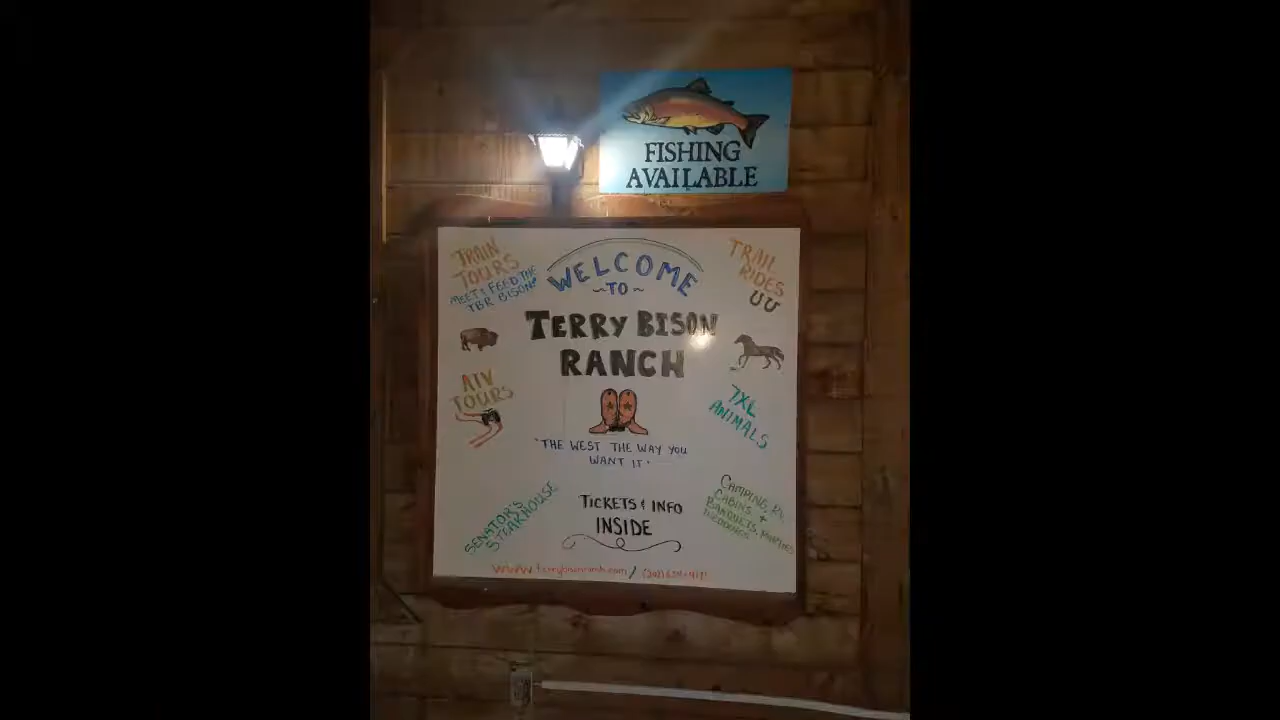 FISHING
AVAILABLE
TRAIN
TOURS
MEET & FEED THE
TBR BISON
WELCOME
~TO~
TERRY BISON
RANCH
TRAIL
RIDES
ATV
TOURS
7XL
ANIMALS
"THE WEST THE WAY YOU
WANT IT"
SENATOR'S
STEAKHOUSE
TICKETS & INFO
INSIDE
CAMPING, RV,
CABINS +
BANQUETS, PARTIES
WEDDINGS
www.terrybisonranch.com /